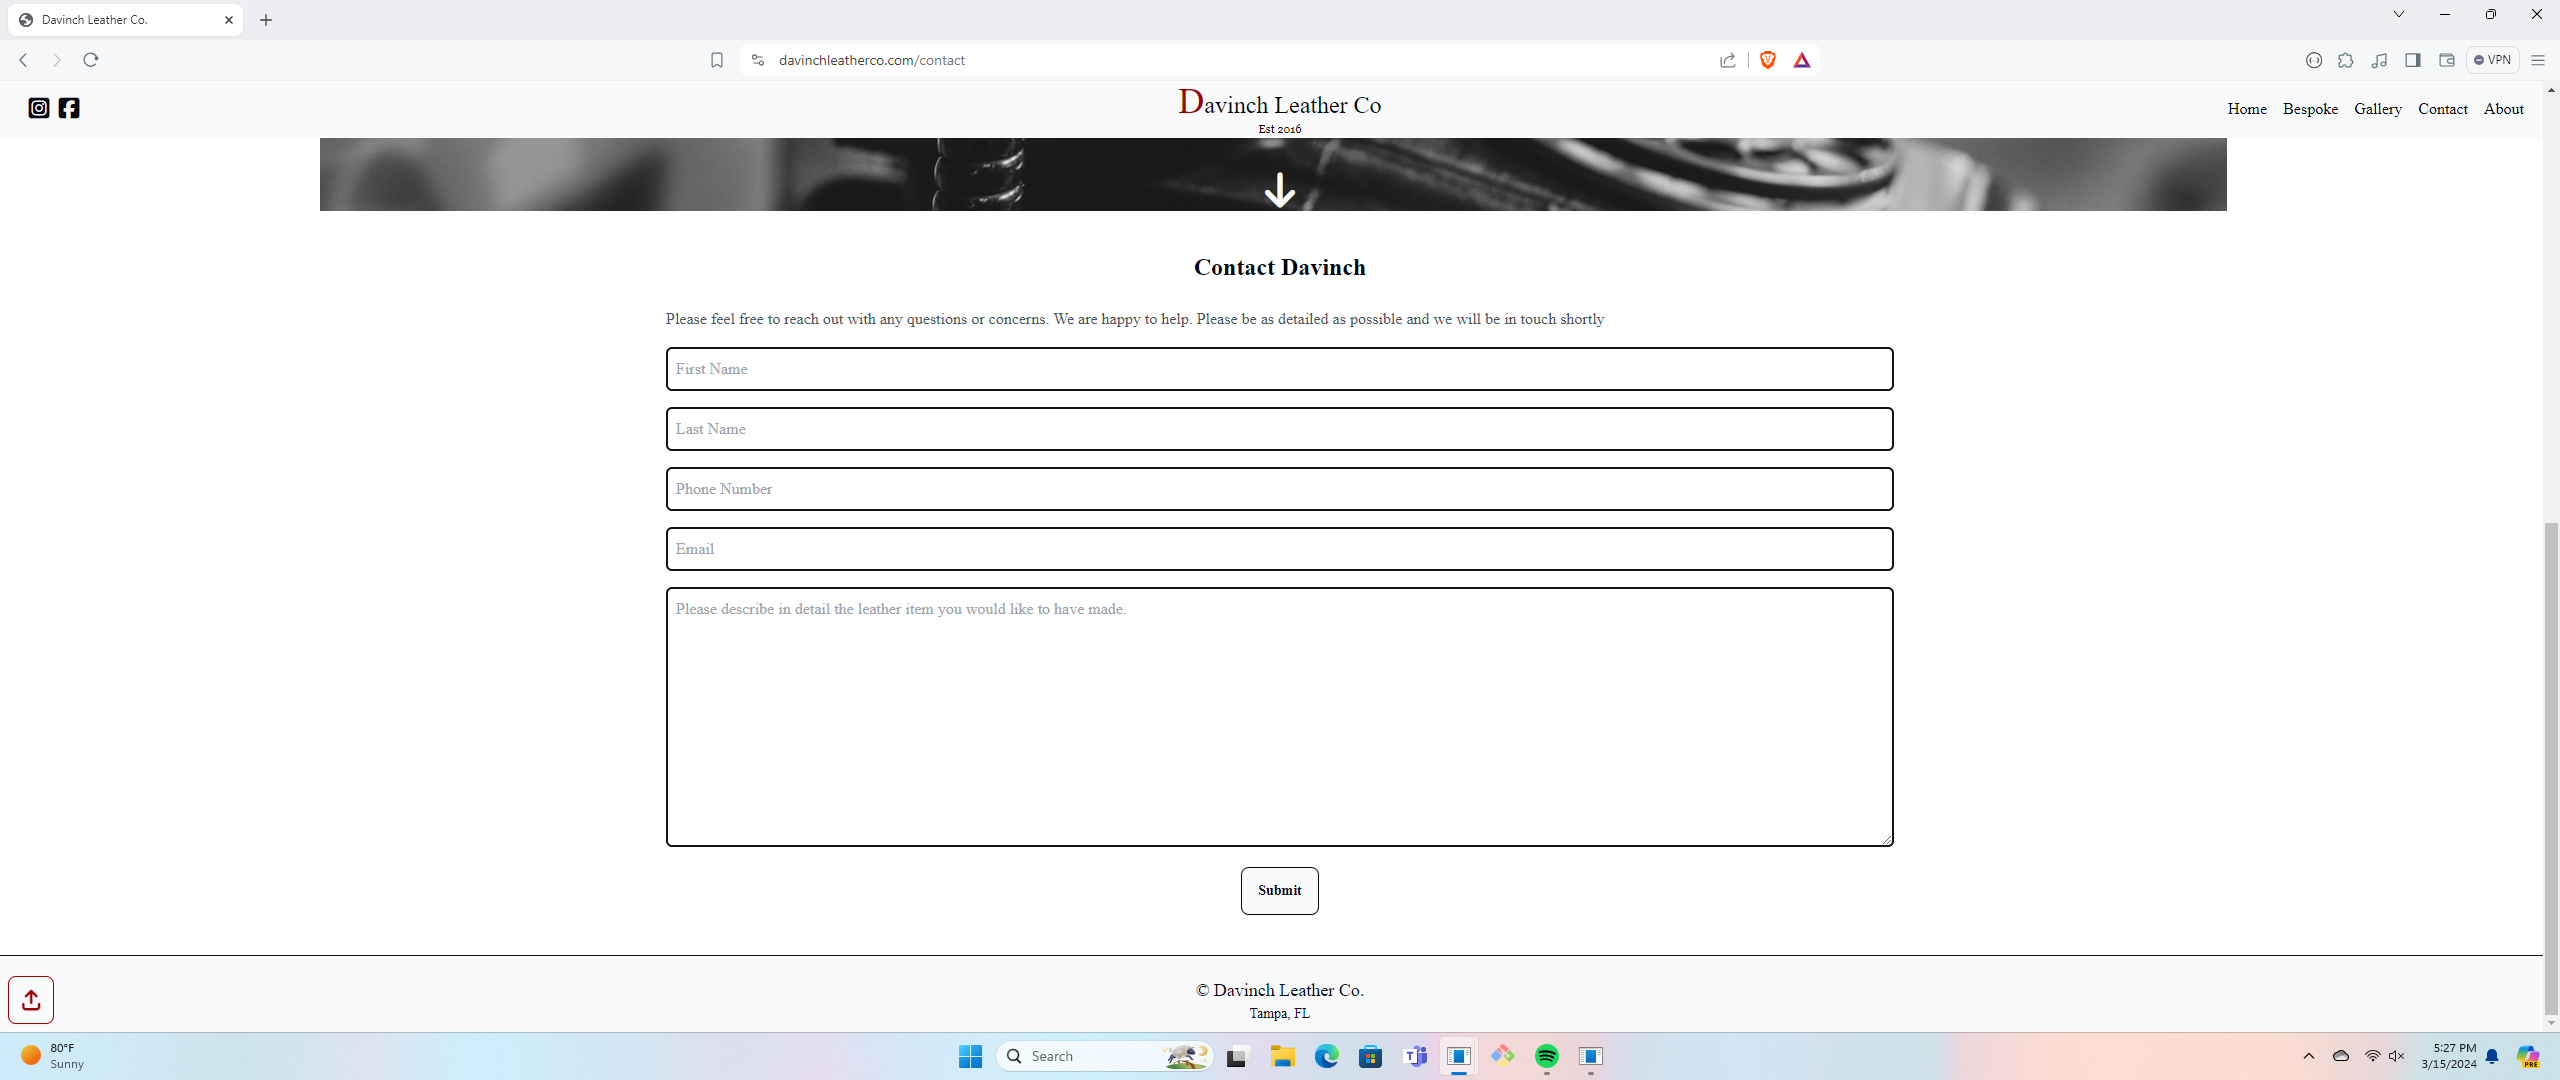 Davinch Leather Co.
davinchleatherco.com/contact
VPN
Davinch Leather Co
Est 2016
Home Bespoke Gallery Contact About
Contact Davinch
Please feel free to reach out with any questions or concerns. We are happy to help. Please be as detailed as possible and we will be in touch shortly
First Name
Last Name
Phone Number
Email
Please describe in detail the leather item you would like to have made.
Submit
© Davinch Leather Co.
Tampa, FL
80°F
Sunny
Search
T
PRE
5:27 PM
3/15/2024